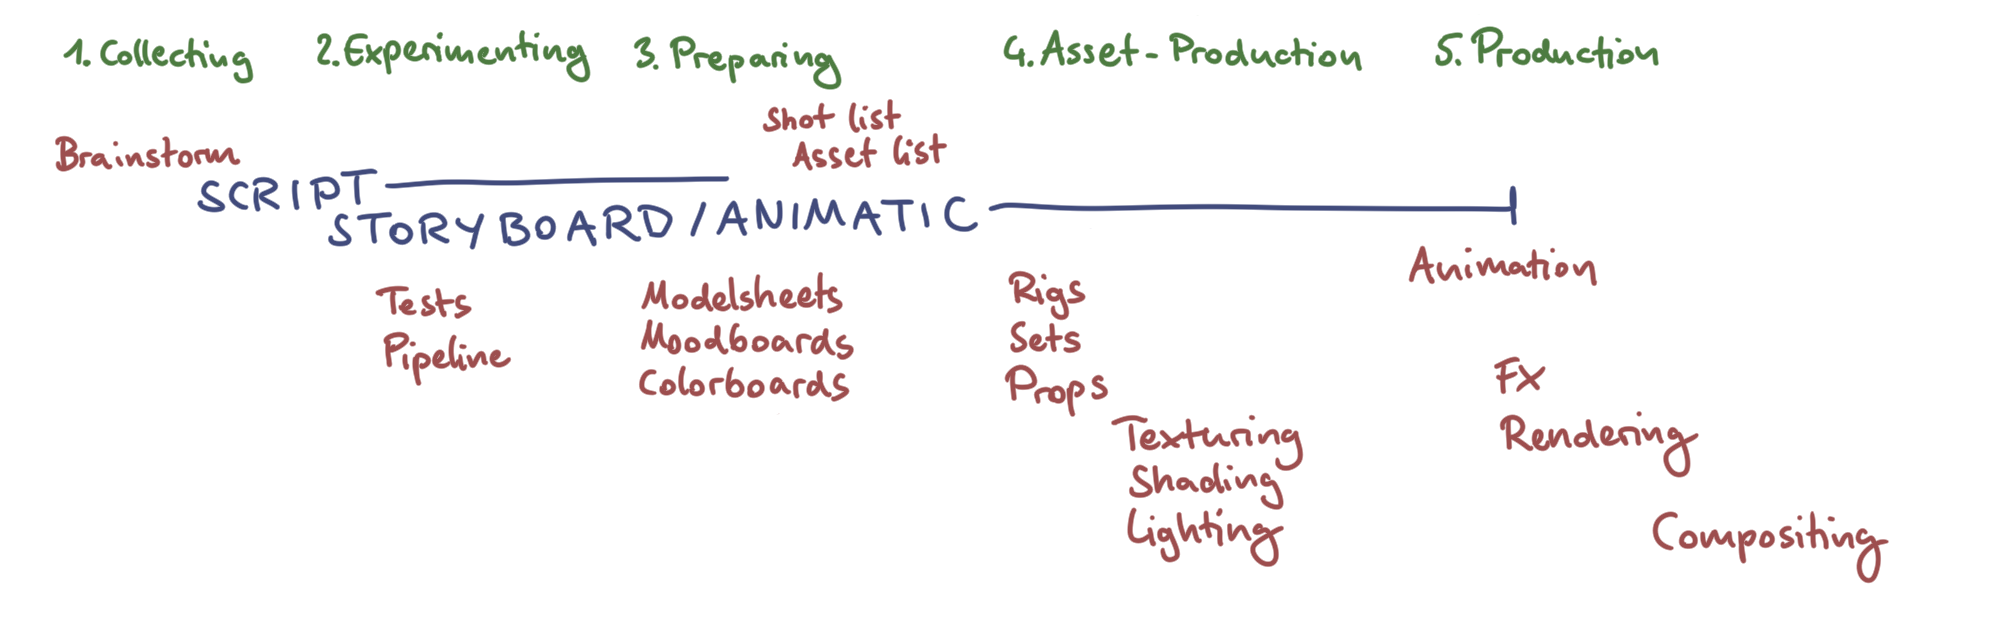 1. Collecting
2. Experimenting
3. Preparing
4. Asset-Production
5. Production
Shot list
Asset list
Brainstorm
SCRIPT
STORYBOARD/ANIMATIC
Animation
Tests
Pipeline
Modelsheets
Moodboards
Colorboards
Rigs
Sets
Props
Texturing
Shading
Lighting
FX
Rendering
Compositing